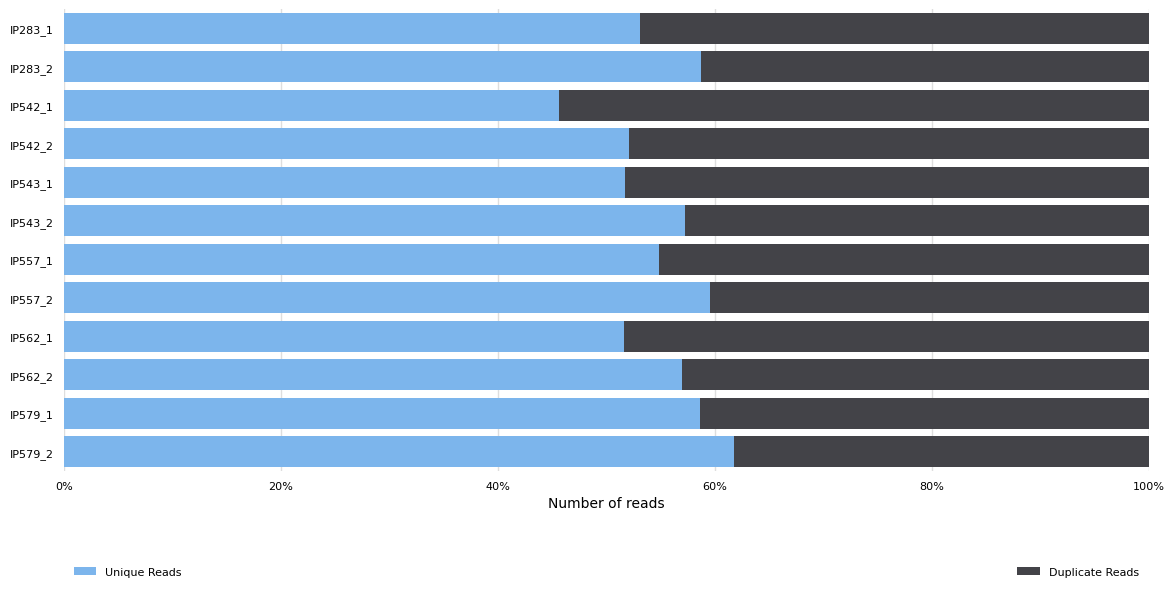 IP283_1
IP283_2
IP542_1
IP542_2
IP543_1
IP543_2
IP557_1
IP557_2
IP562_1
IP562_2
IP579_1
IP579_2
0% 20% 40% 60% 80% 100%
Number of reads
Unique Reads Duplicate Reads